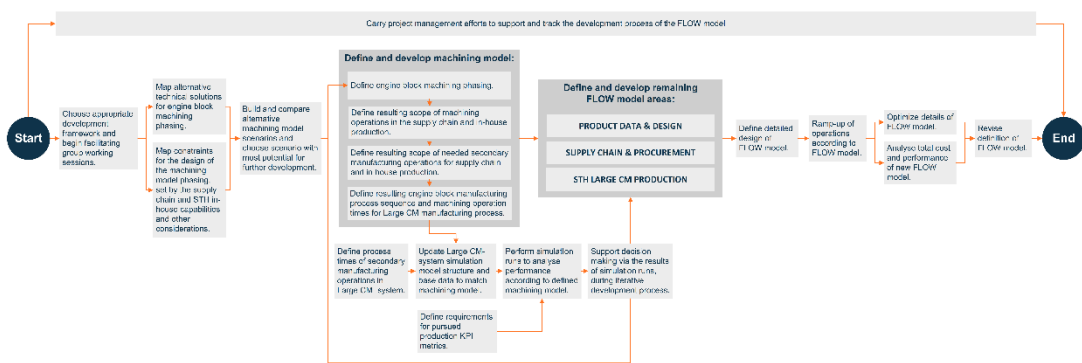 Carry project management efforts to support and track the development process of the FLOW model
Start
Choose appropriate
development
framework and
begin facilitating
group working
sessions.
Map alternative
technical solutions
for engine block
machining
phasing.
Map constraints
for the design of
the machining
model phasing,
set by the supply
chain and STH in-
house capabilities
and other
considerations.
Build and compare
alternative
machining model
scenarios and
choose scenario with
most potential for
further development.
Define and develop machining model:
Define engine block machining phasing.
Define resulting scope of machining
operations in the supply chain and in-house
production.
Define resulting scope of needed secondary
manufacturing operations for supply chain
and in house production.
Define resulting engine block manufacturing
process sequence and machining operation
times for Large CM manufacturing process.
Define process
times of secondary
manufacturing
operations in
Large CM system.
Update Large CM-
system simulation
model structure and
base data to match
machining model.
Perform simulation
runs to analyse
performance
according to defined
machining model.
Define requirements
for pursued
production KPI
metrics.
Support decision
making via the
results of simulation
runs, during
iterative
development process.
Define and develop remaining
FLOW model areas:
PRODUCT DATA & DESIGN
SUPPLY CHAIN & PROCUREMENT
STH LARGE CM PRODUCTION
Define detailed
design of FLOW
model.
Ramp-up of
operations
according to
FLOW model.
Optimize details of
FLOW model.
Analyse total cost
and performance
of new FLOW
model.
Revise
definition of
FLOW model.
End